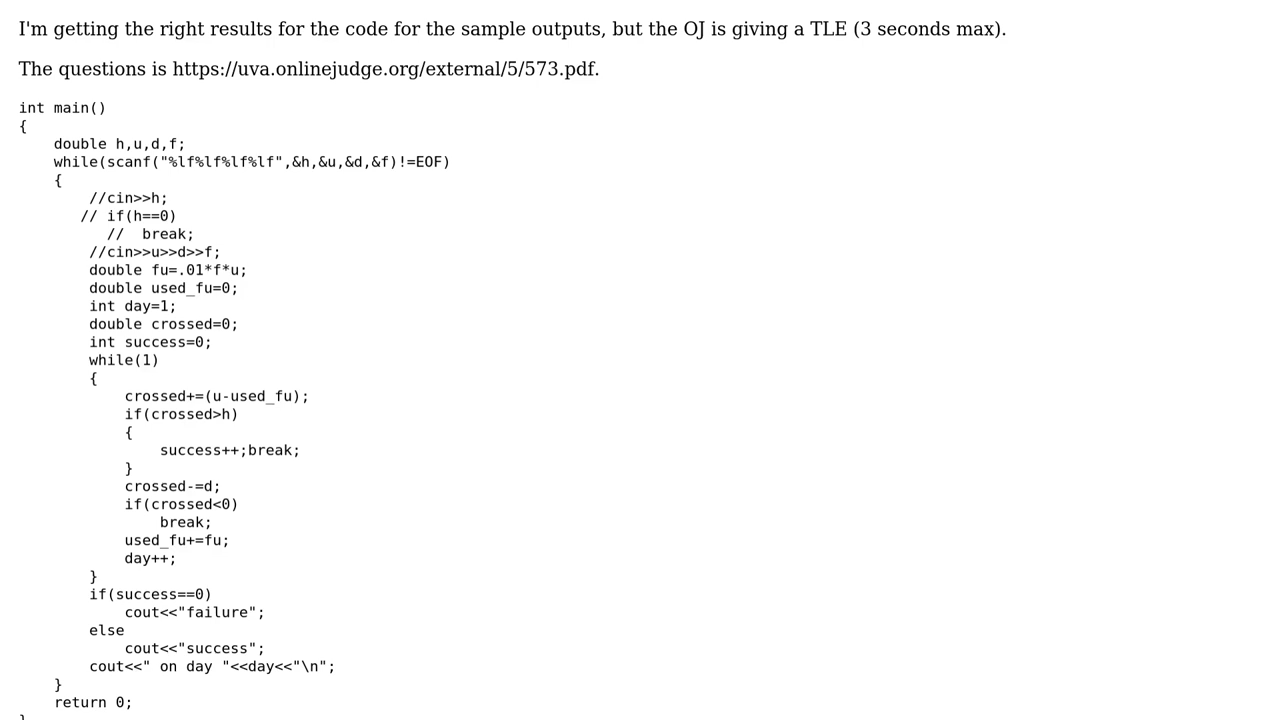 I'm getting the right results for the code for the sample outputs, but the OJ is giving a TLE (3 seconds max).
The questions is https://uva.onlinejudge.org/external/5/573.pdf.
int main()
{
    double h,u,d,f;
    while(scanf("%lf%lf%lf%lf",&h,&u,&d,&f)!=EOF)
    {
        //cin>>h;
       // if(h==0)
          //  break;
        //cin>>u>>d>>f;
        double fu=.01*f*u;
        double used_fu=0;
        int day=1;
        double crossed=0;
        int success=0;
        while(1)
        {
            crossed+=(u-used_fu);
            if(crossed>h)
            {
                success++;break;
            }
            crossed-=d;
            if(crossed<0)
                break;
            used_fu+=fu;
            day++;
        }
        if(success==0)
            cout<<"failure";
        else
            cout<<"success";
        cout<<" on day "<<day<<"\n";
    }
    return 0;
}